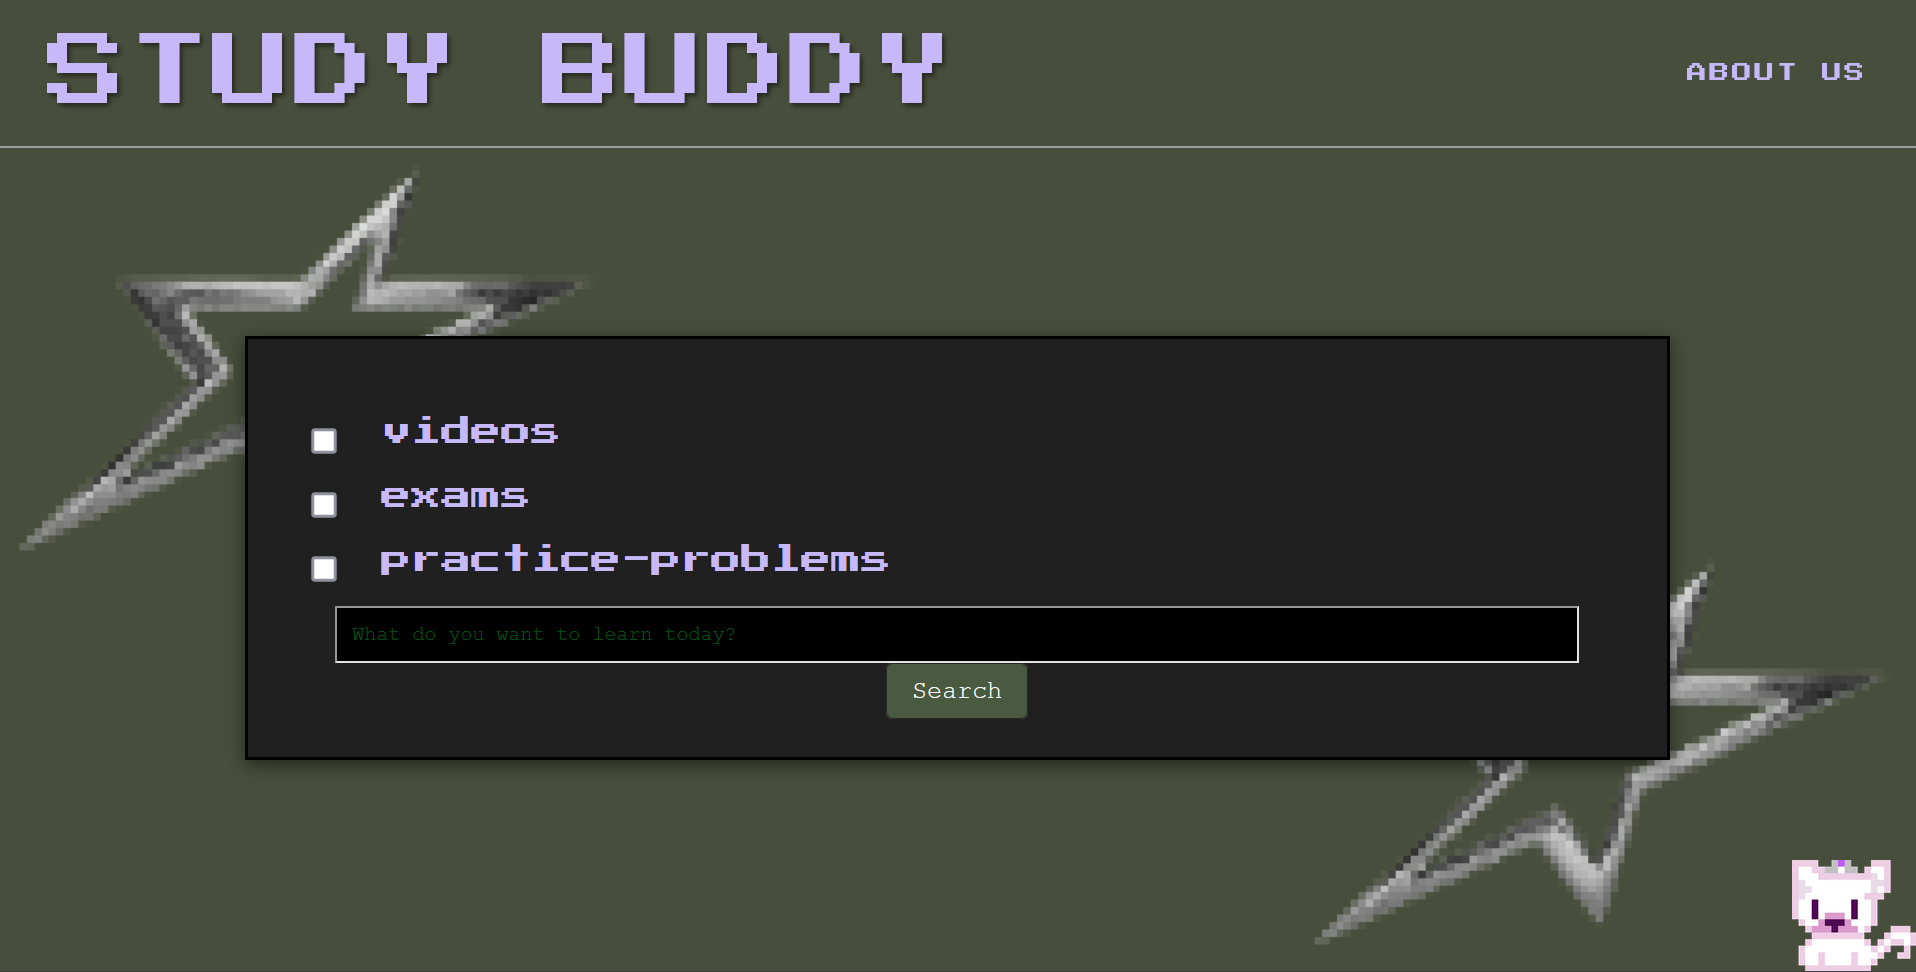 STUDY BUDDY
ABOUT US
videos
exams
practice-problems
What do you want to learn today?
Search